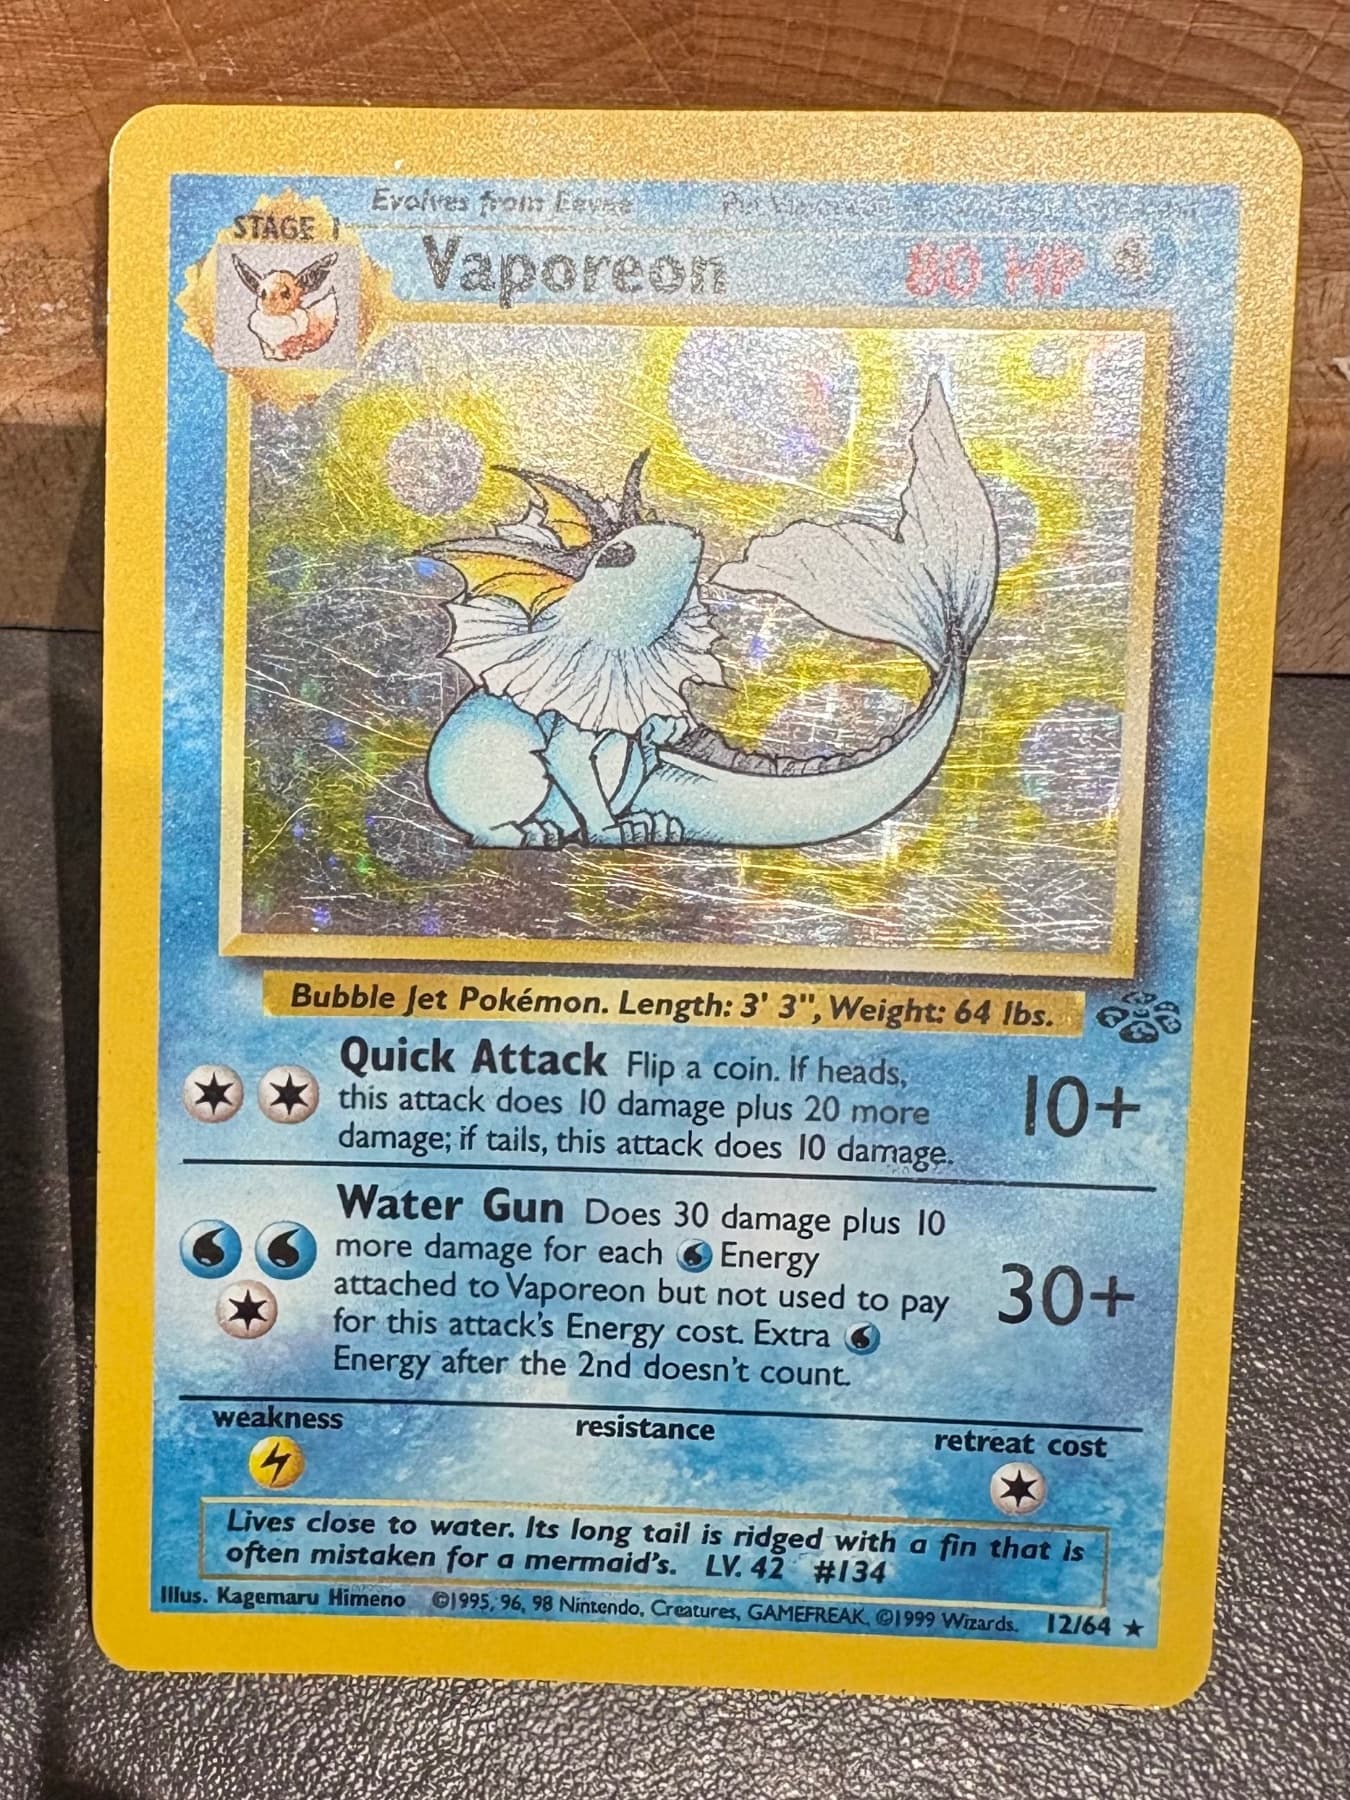 Evolves from Eevee
STAGE 1
Vaporeon
80 HP
Bubble Jet Pokémon. Length: 3' 3", Weight: 64 lbs.
Quick Attack Flip a coin. If heads,
this attack does 10 damage plus 20 more
damage; if tails, this attack does 10 damage.
10+
Water Gun Does 30 damage plus 10
more damage for each Energy
attached to Vaporeon but not used to pay
for this attack's Energy cost. Extra
Energy after the 2nd doesn't count.
30+
weakness
resistance
retreat cost
Lives close to water. Its long tail is ridged with a fin that is
often mistaken for a mermaid's. LV. 42 #134
Illus. Kagemaru Himeno ©1995, 96, 98 Nintendo, Creatures, GAMEFREAK. ©1999 Wizards. 12/64 ★